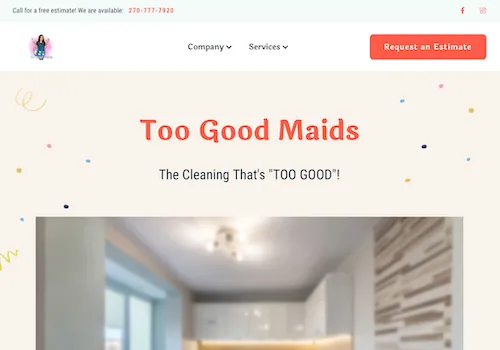 Call for a free estimate! We are available: 270-777-7920
Company Services Request an Estimate
Too Good Maids
The Cleaning That's "TOO GOOD"!